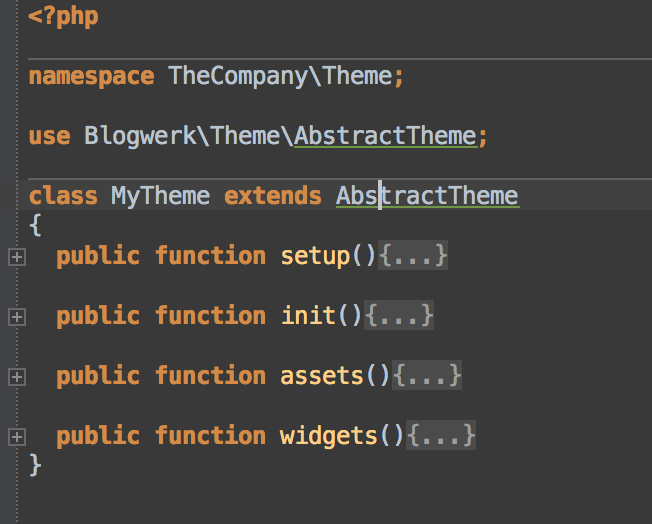 <?php
namespace TheCompany\Theme;
use Blogwerk\Theme\AbstractTheme;
class MyTheme extends AbstractTheme
{
public function setup(){...}
public function init(){...}
public function assets(){...}
public function widgets(){...}
}